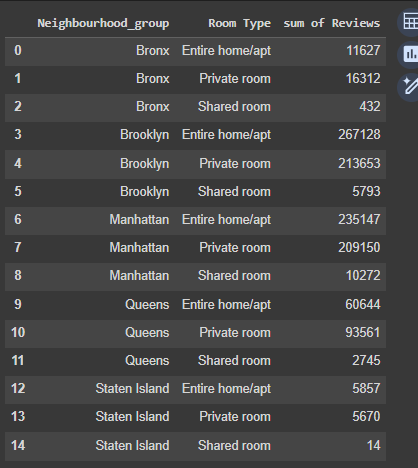 Neighbourhood_group Room Type sum of Reviews
0 Bronx Entire home/apt 11627
1 Bronx Private room 16312
2 Bronx Shared room 432
3 Brooklyn Entire home/apt 267128
4 Brooklyn Private room 213653
5 Brooklyn Shared room 5793
6 Manhattan Entire home/apt 235147
7 Manhattan Private room 209150
8 Manhattan Shared room 10272
9 Queens Entire home/apt 60644
10 Queens Private room 93561
11 Queens Shared room 2745
12 Staten Island Entire home/apt 5857
13 Staten Island Private room 5670
14 Staten Island Shared room 14